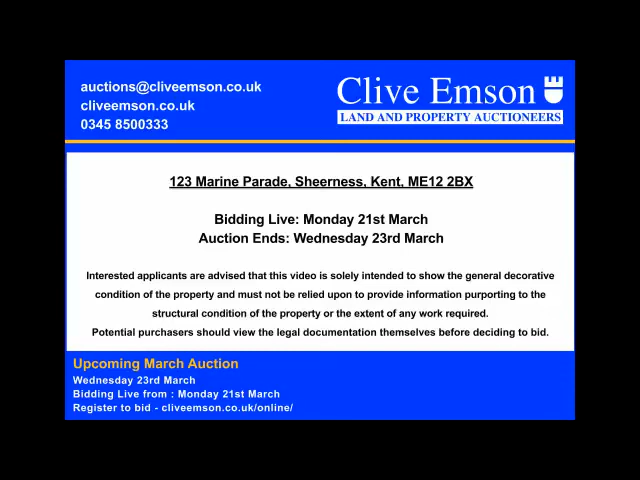 auctions@cliveemson.co.uk
cliveemson.co.uk
0345 8500333
Clive Emson
LAND AND PROPERTY AUCTIONEERS
123 Marine Parade, Sheerness, Kent, ME12 2BX
Bidding Live: Monday 21st March
Auction Ends: Wednesday 23rd March
Interested applicants are advised that this video is solely intended to show the general decorative
condition of the property and must not be relied upon to provide information purporting to the
structural condition of the property or the extent of any work required.
Potential purchasers should view the legal documentation themselves before deciding to bid.
Upcoming March Auction
Wednesday 23rd March
Bidding Live from : Monday 21st March
Register to bid - cliveemson.co.uk/online/